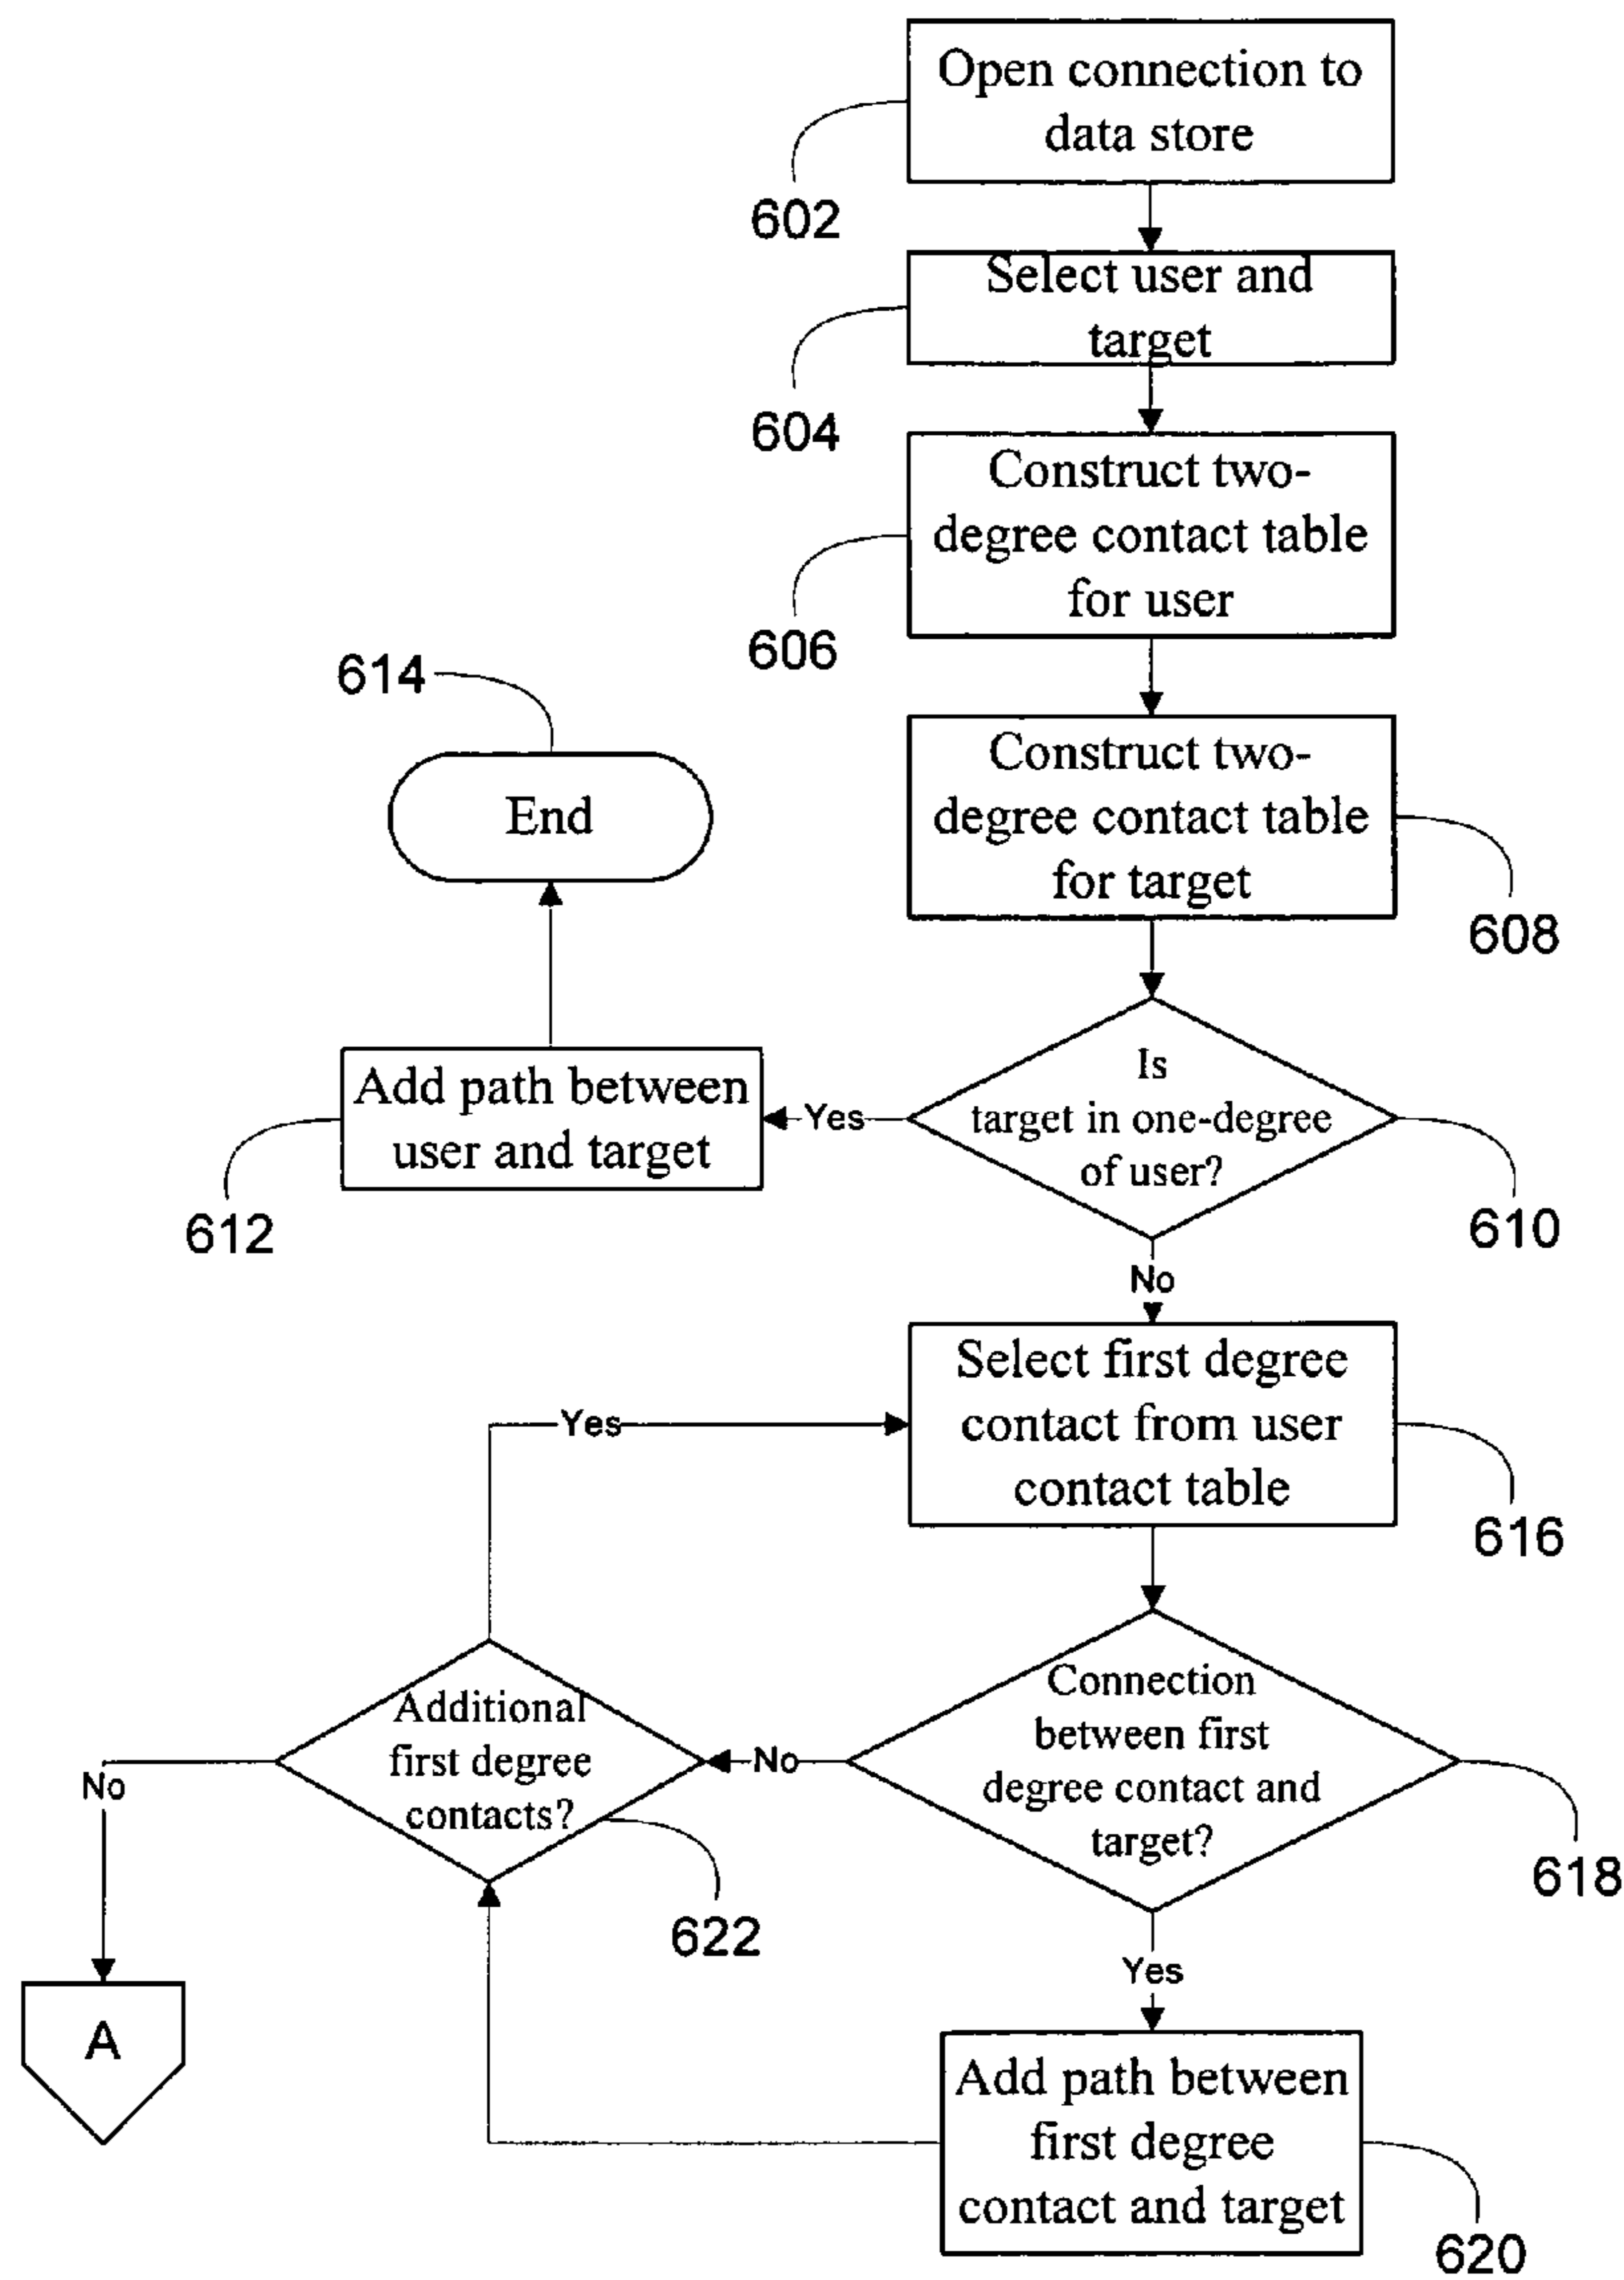 Open connection to
data store
602
Select user and
target
604
Construct two-
degree contact table
for user
606
614
End
Construct two-
degree contact table
for target
608
Is
target in one-degree
of user?
610
Yes
Add path between
user and target
612
No
Select first degree
contact from user
contact table
616
Yes
Connection
between first
degree contact and
target?
618
No
Additional
first degree
contacts?
622
No
A
Yes
Add path between
first degree
contact and target
620